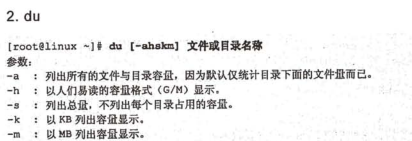 2. du
[root@linux ~]# du [-ahskm] 文件或目录名称
参数:
-a : 列出所有的文件与目录容量，因为默认仅统计目录下面的文件量而已。
-h : 以人们易读的容量格式（G/M）显示。
-s : 列出总量，不列出每个目录占用的容量。
-k : 以 KB 列出容量显示。
-m : 以 MB 列出容量显示。